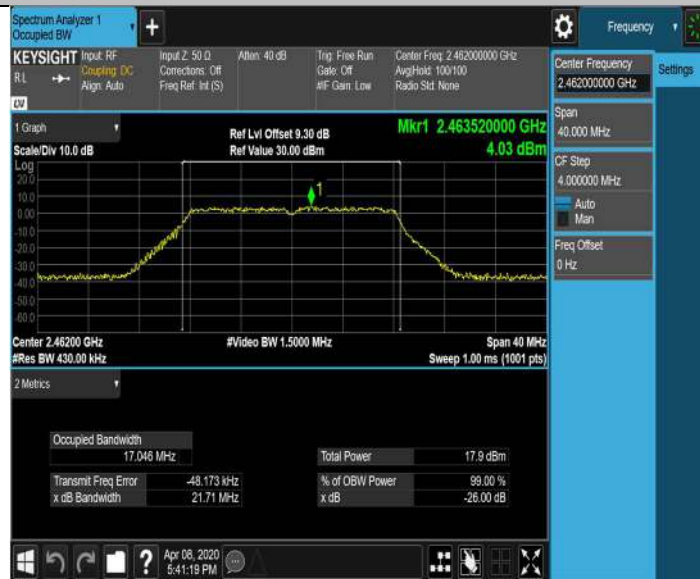 Spectrum Analyzer 1
Occupied BW
+
Frequency
KEYSIGHT
RL
Input: RF
Coupling: DC
Align: Auto
Input Z: 50 Ω
Corrections: Off
Freq Ref: Int (S)
Atten: 40 dB
Trig: Free Run
Gate: Off
#IF Gain: Low
Center Freq: 2.462000000 GHz
Avg|Hold: 100/100
Radio Std: None
Center Frequency
2.462000000 GHz
Settings
Span
40.000 MHz
CF Step
4.000000 MHz
Auto
Man
Freq Offset
0 Hz
1 Graph
Scale/Div 10.0 dB
Ref Lvl Offset 9.30 dB
Ref Value 30.00 dBm
Mkr1 2.463520000 GHz
4.03 dBm
Log
20.0
10.0
0.00
-10.0
-20.0
-30.0
-40.0
-50.0
-60.0
1
Center 2.46200 GHz
#Res BW 430.00 kHz
#Video BW 1.5000 MHz
Span 40 MHz
Sweep 1.00 ms (1001 pts)
2 Metrics
Occupied Bandwidth
17.046 MHz
Transmit Freq Error -48.173 kHz
x dB Bandwidth 21.71 MHz
Total Power 17.9 dBm
% of OBW Power 99.00 %
x dB -26.00 dB
?
Apr 08, 2020
5:41:19 PM